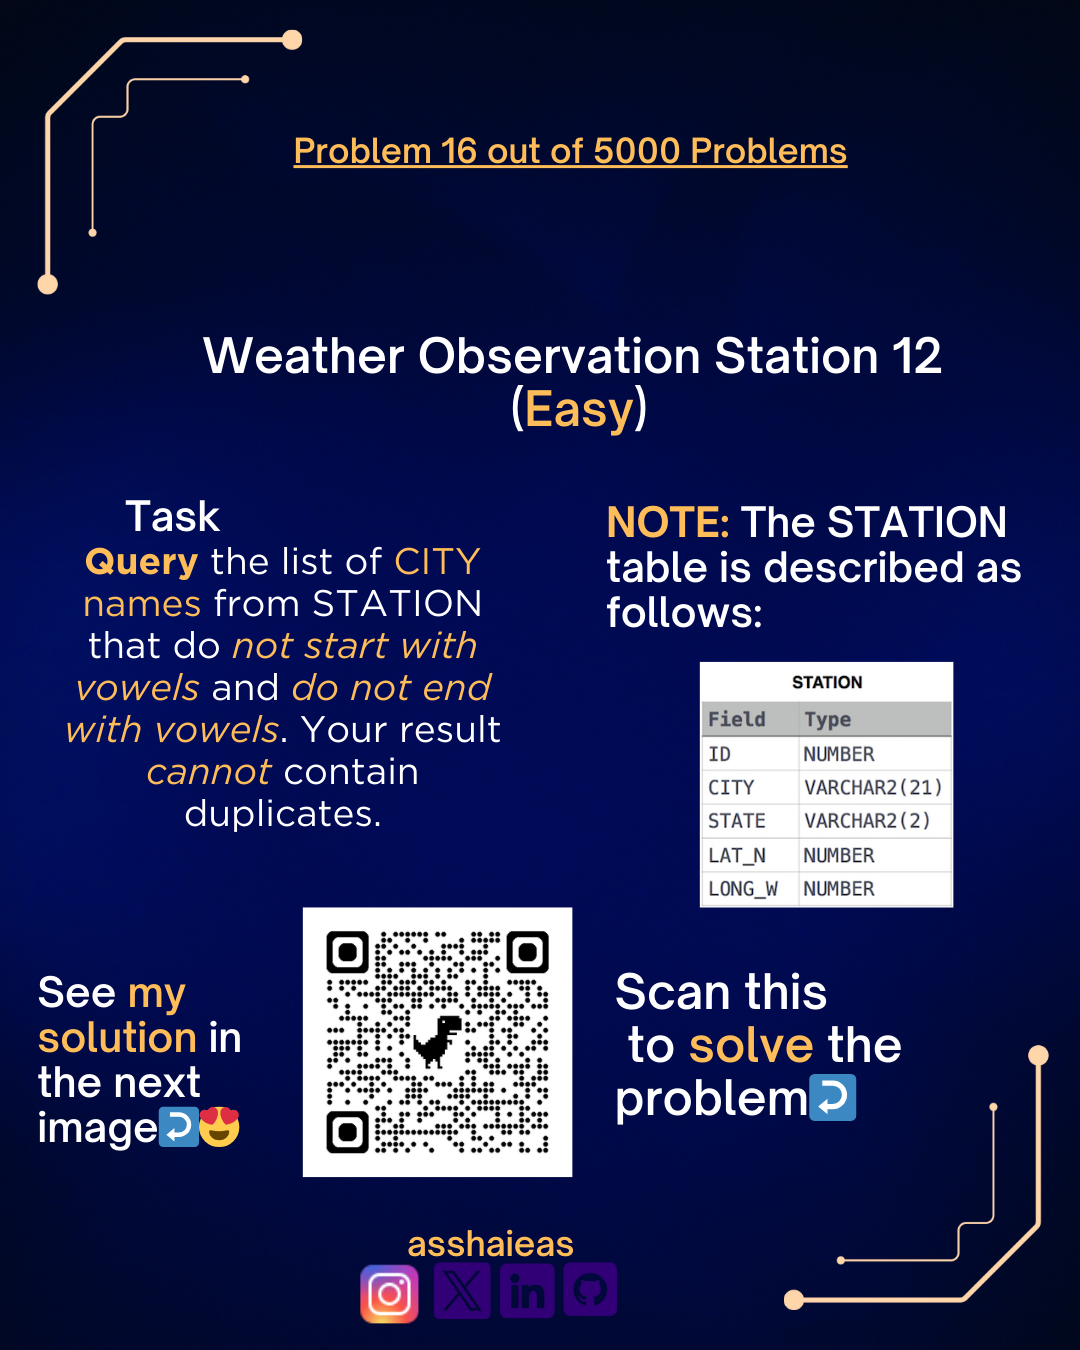 Problem 16 out of 5000 Problems
Weather Observation Station 12
(Easy)
Task
Query the list of CITY
names from STATION
that do not start with
vowels and do not end
with vowels. Your result
cannot contain
duplicates.
NOTE: The STATION
table is described as
follows:
STATION
Field Type
ID NUMBER
CITY VARCHAR2(21)
STATE VARCHAR2(2)
LAT_N NUMBER
LONG_W NUMBER
See my
solution in
the next
image
Scan this
to solve the
problem
asshaieas
in